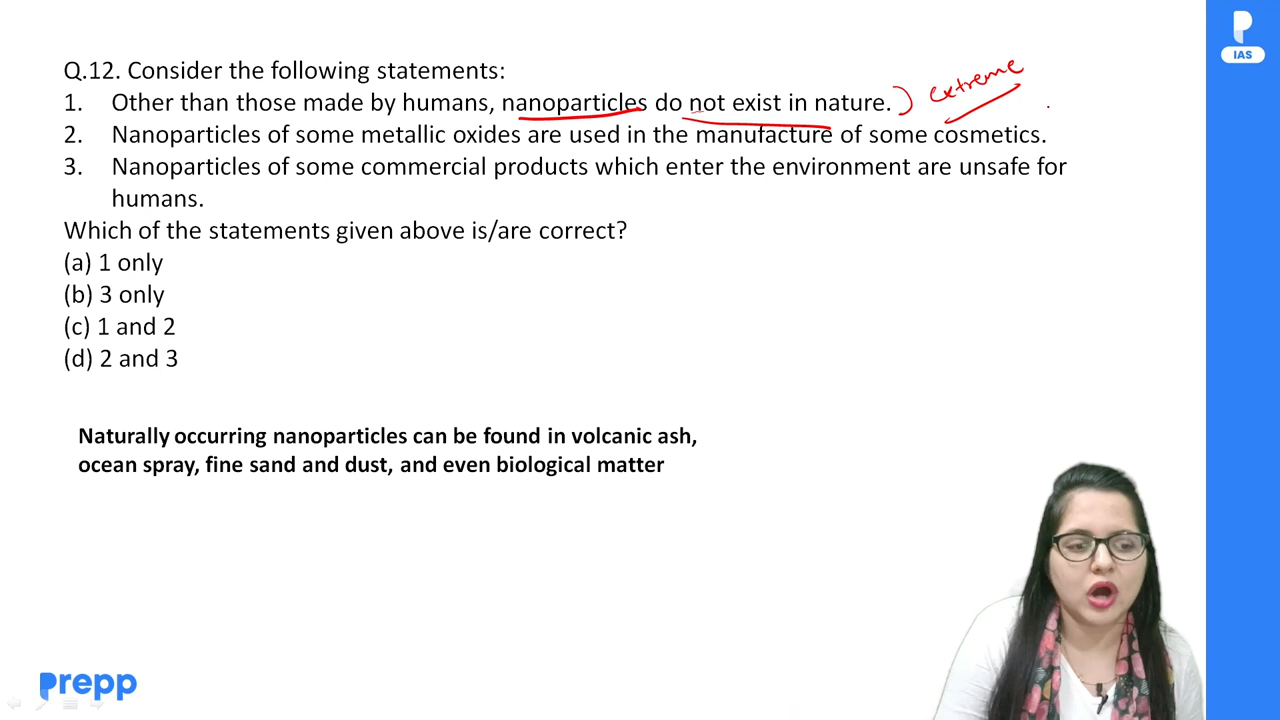 P
IAS
Q.12. Consider the following statements:
1. Other than those made by humans, nanoparticles do not exist in nature. ) extreme
2. Nanoparticles of some metallic oxides are used in the manufacture of some cosmetics.
3. Nanoparticles of some commercial products which enter the environment are unsafe for
humans.
Which of the statements given above is/are correct?
(a) 1 only
(b) 3 only
(c) 1 and 2
(d) 2 and 3
Naturally occurring nanoparticles can be found in volcanic ash,
ocean spray, fine sand and dust, and even biological matter
Prepp